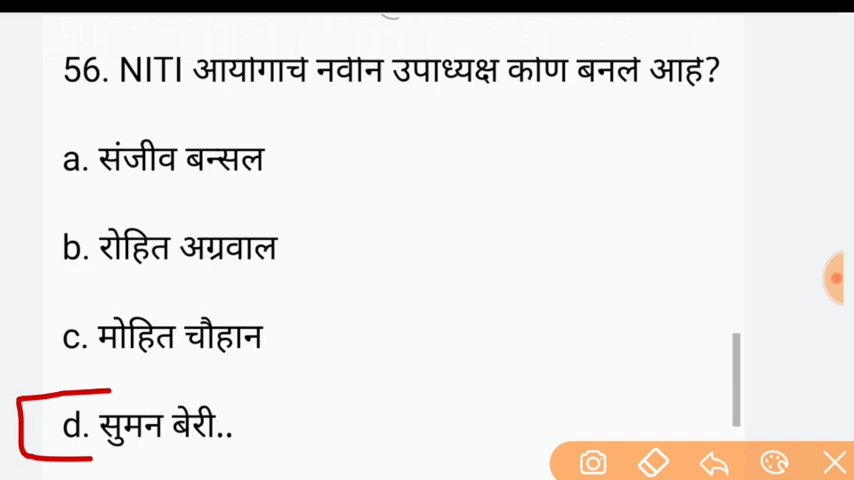 56. NITI आयोगाचे नवीन उपाध्यक्ष कोण बनले आहे?
a. संजीव बन्सल
b. रोहित अग्रवाल
c. मोहित चौहान
d. सुमन बेरी..